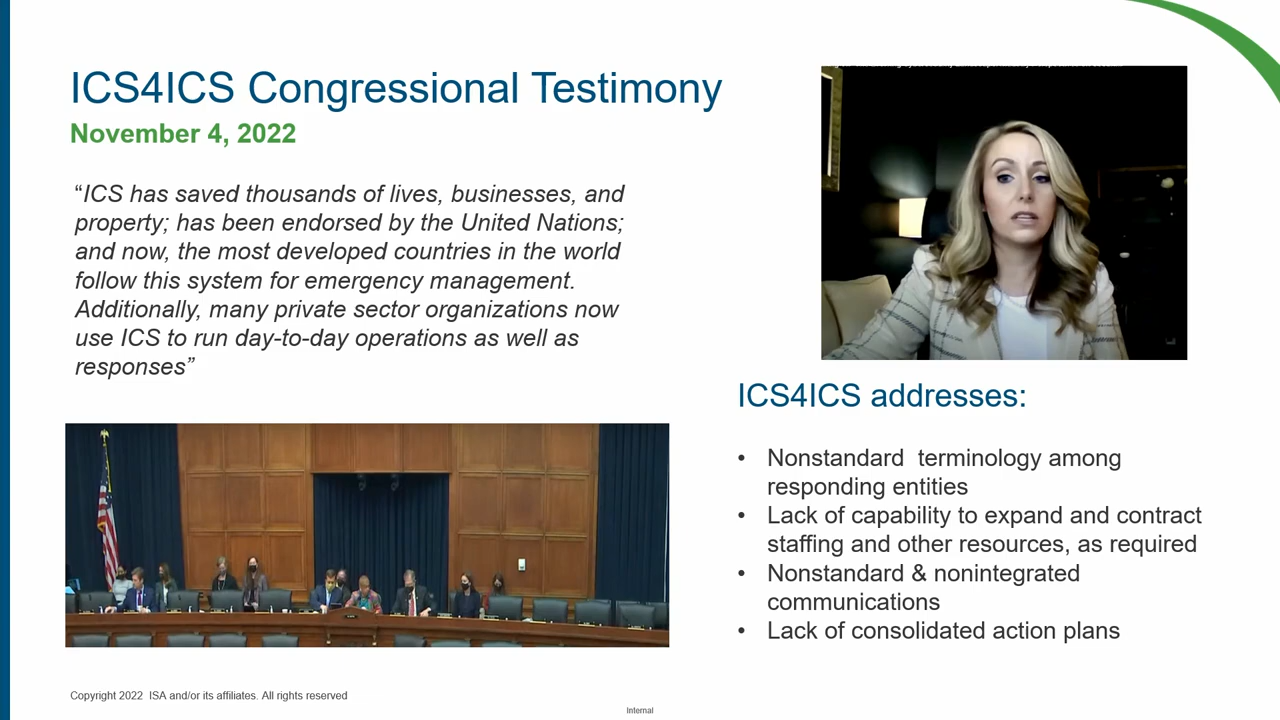 ICS4ICS Congressional Testimony
November 4, 2022
“ICS has saved thousands of lives, businesses, and
property; has been endorsed by the United Nations;
and now, the most developed countries in the world
follow this system for emergency management.
Additionally, many private sector organizations now
use ICS to run day-to-day operations as well as
responses”
ICS4ICS addresses:
• Nonstandard  terminology among
responding entities
• Lack of capability to expand and contract
staffing and other resources, as required
• Nonstandard & nonintegrated
communications
• Lack of consolidated action plans
Copyright 2022  ISA and/or its affiliates. All rights reserved
Internal